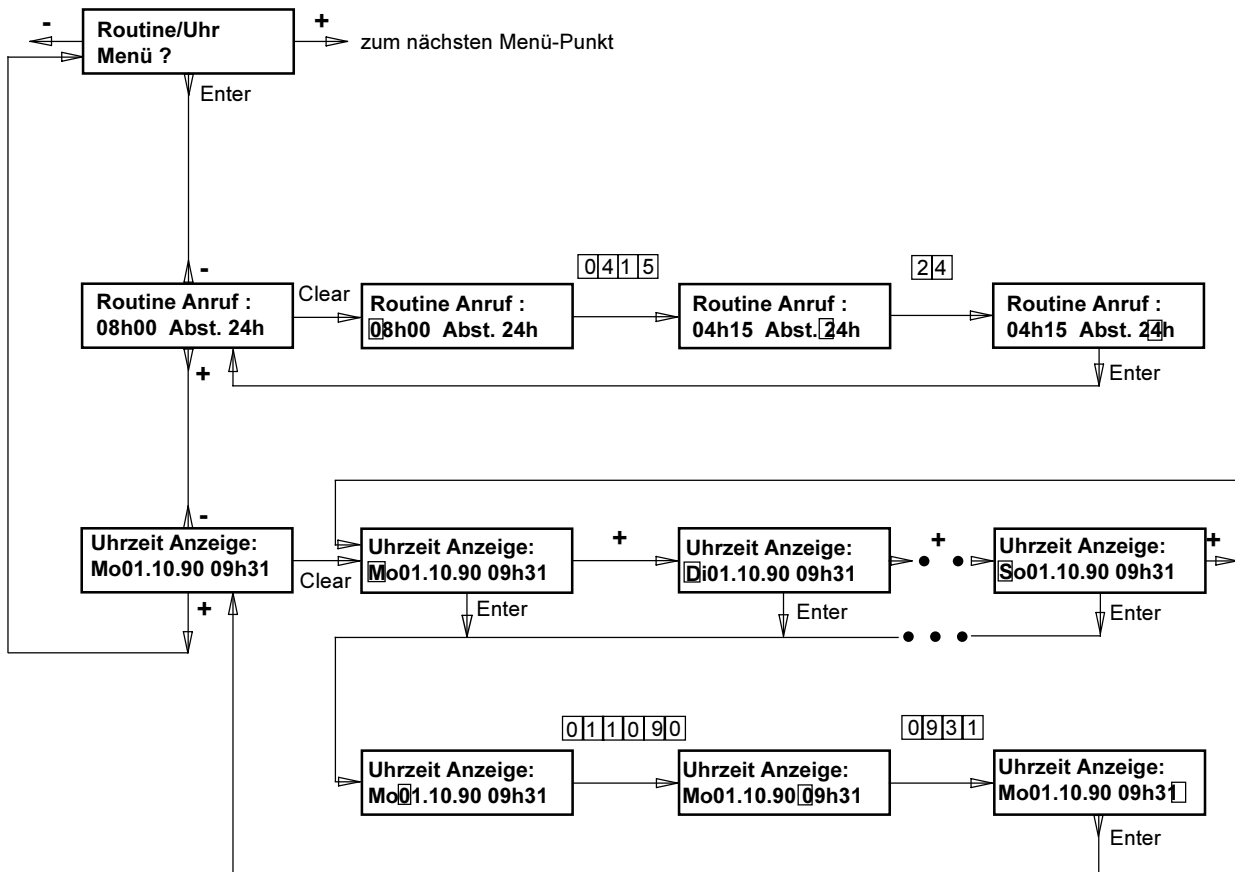 -
Routine/Uhr
Menü ?
+
zum nächsten Menü-Punkt
Enter
-
Routine Anruf :
08h00 Abst. 24h
+
Clear
Routine Anruf :
08h00 Abst. 24h
0415
Routine Anruf :
04h15 Abst. 24h
24
Routine Anruf :
04h15 Abst. 24h
Enter
-
Uhrzeit Anzeige:
Mo01.10.90 09h31
+
Clear
Uhrzeit Anzeige:
Mo01.10.90 09h31
Enter
+
Uhrzeit Anzeige:
Di01.10.90 09h31
Enter
+
Uhrzeit Anzeige:
So01.10.90 09h31
Enter
+
Uhrzeit Anzeige:
Mo01.10.90 09h31
011090
Uhrzeit Anzeige:
Mo01.10.90 09h31
0931
Uhrzeit Anzeige:
Mo01.10.90 09h31
Enter